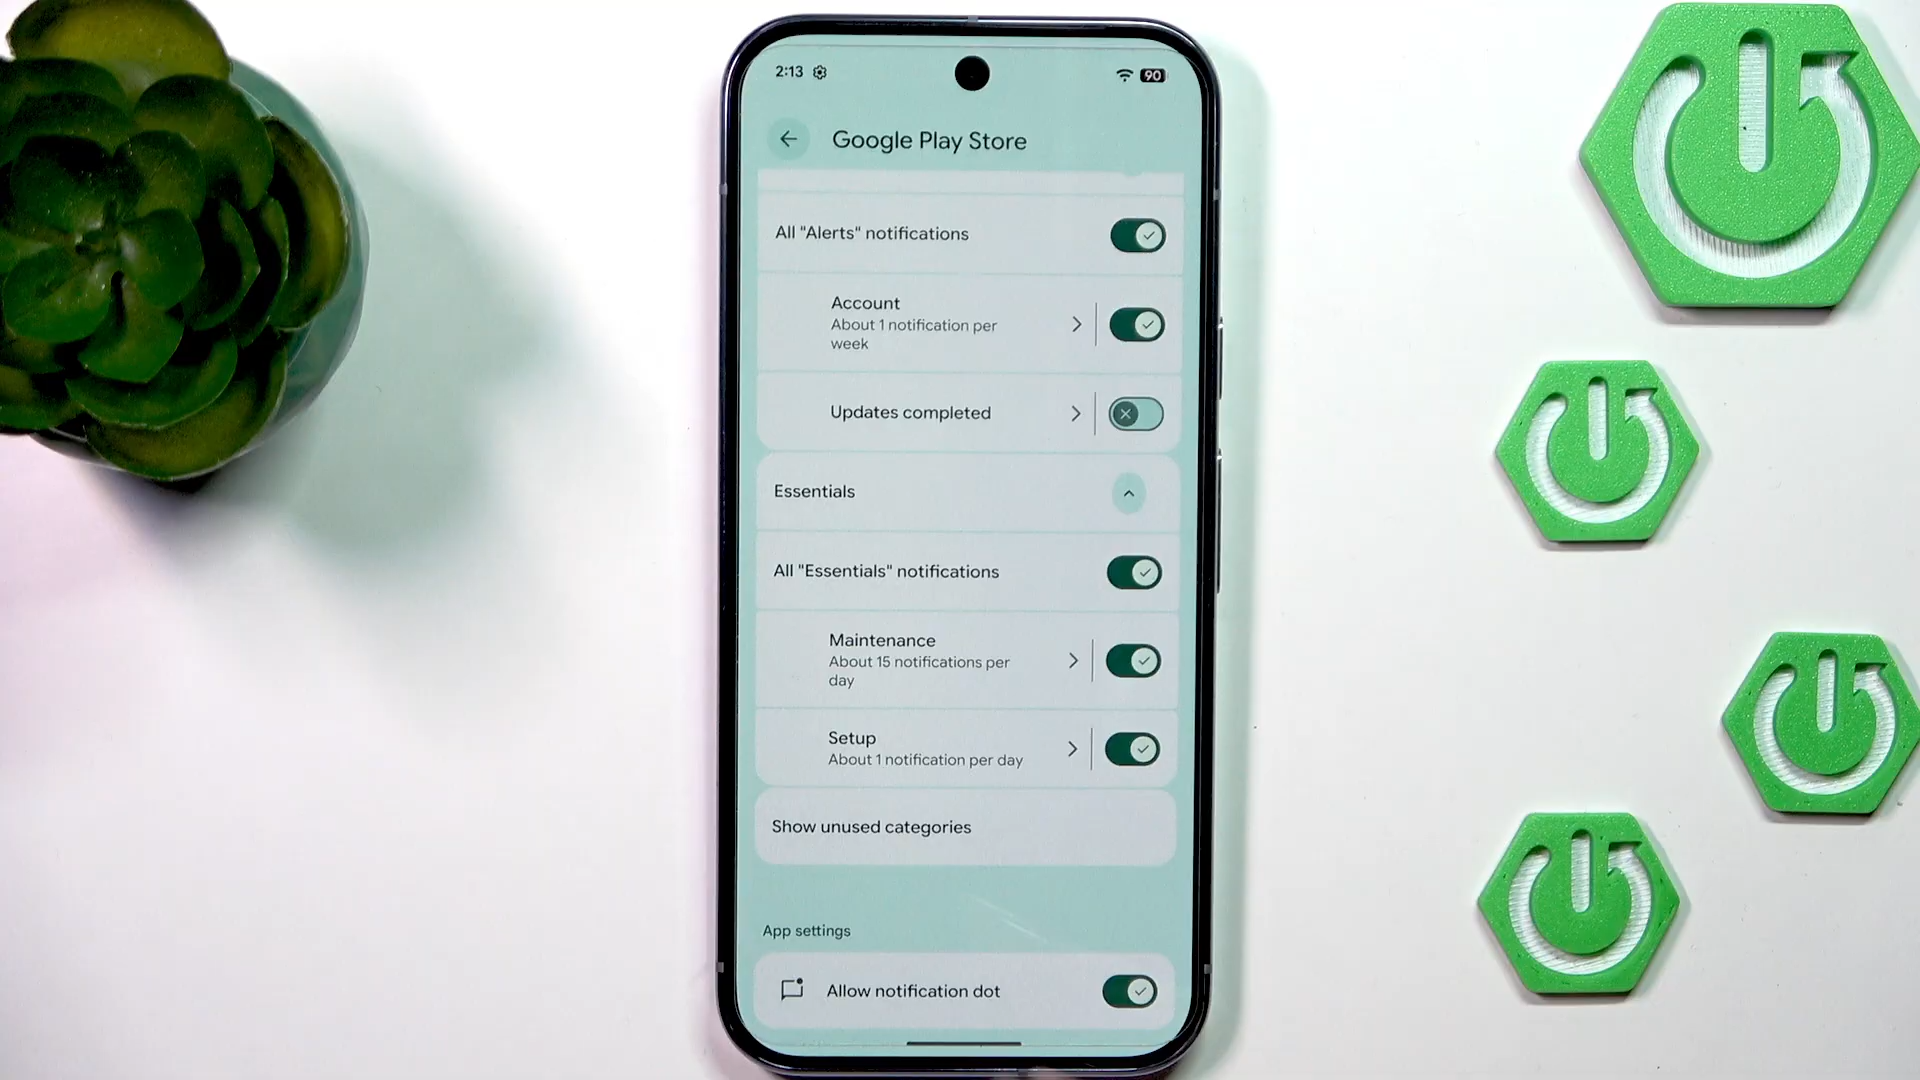 2:13
90
Google Play Store
All "Alerts" notifications
Account
About 1 notification per
week
Updates completed
Essentials
All "Essentials" notifications
Maintenance
About 15 notifications per
day
Setup
About 1 notification per day
Show unused categories
App settings
Allow notification dot